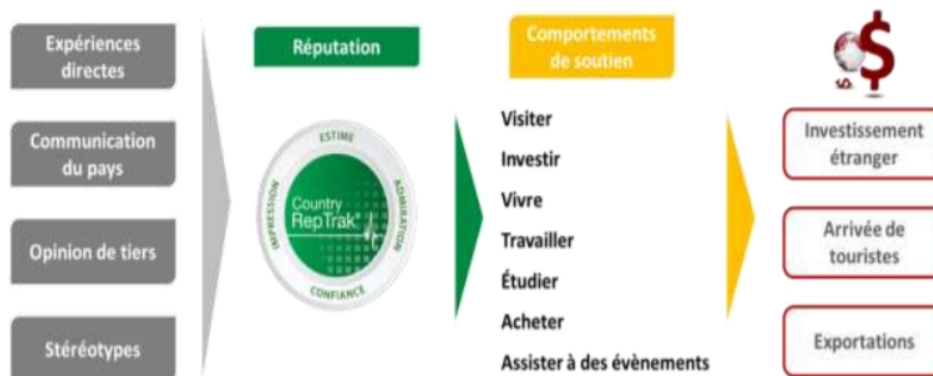 Expériences
directes
Communication
du pays
Opinion de tiers
Stéréotypes
Réputation
ESTIME
ADMIRATION
CONFIANCE
IMPRESSION
Country
RepTrak®
Comportements
de soutien
Visiter
Investir
Vivre
Travailler
Étudier
Acheter
Assister à des évènements
$
$
Investissement
étranger
Arrivée de
touristes
Exportations